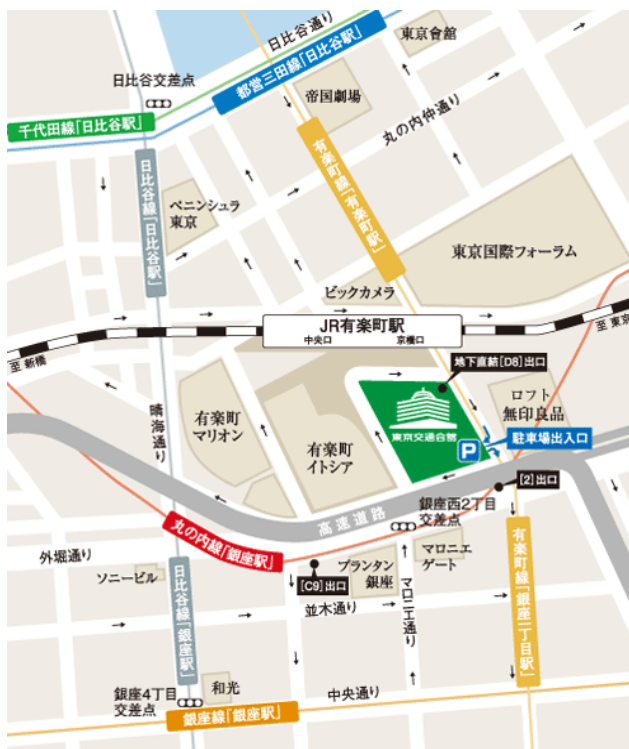 日比谷通り
都営三田線「日比谷駅」
東京會舘
日比谷交差点
千代田線「日比谷駅」
帝国劇場
丸の内仲通り
有楽町線「有楽町駅」
日比谷線「日比谷駅」
ペニンシュラ
東京
東京国際フォーラム
ビックカメラ
JR有楽町駅
中央口
京橋口
至 新橋
至 東京
地下直結[D8]出口
ロフト
無印良品
東京交通会館
P
駐車場出入口
晴海通り
有楽町
マリオン
有楽町
イトシア
[2]出口
高速道路
銀座西2丁目
交差点
丸の内線「銀座駅」
外堀通り
ソニービル
日比谷線「銀座駅」
[C9]出口
プランタン
銀座
マロニエ
ゲート
マロニエ通り
有楽町線「銀座一丁目駅」
並木通り
和光
銀座4丁目
交差点
中央通り
銀座線「銀座駅」